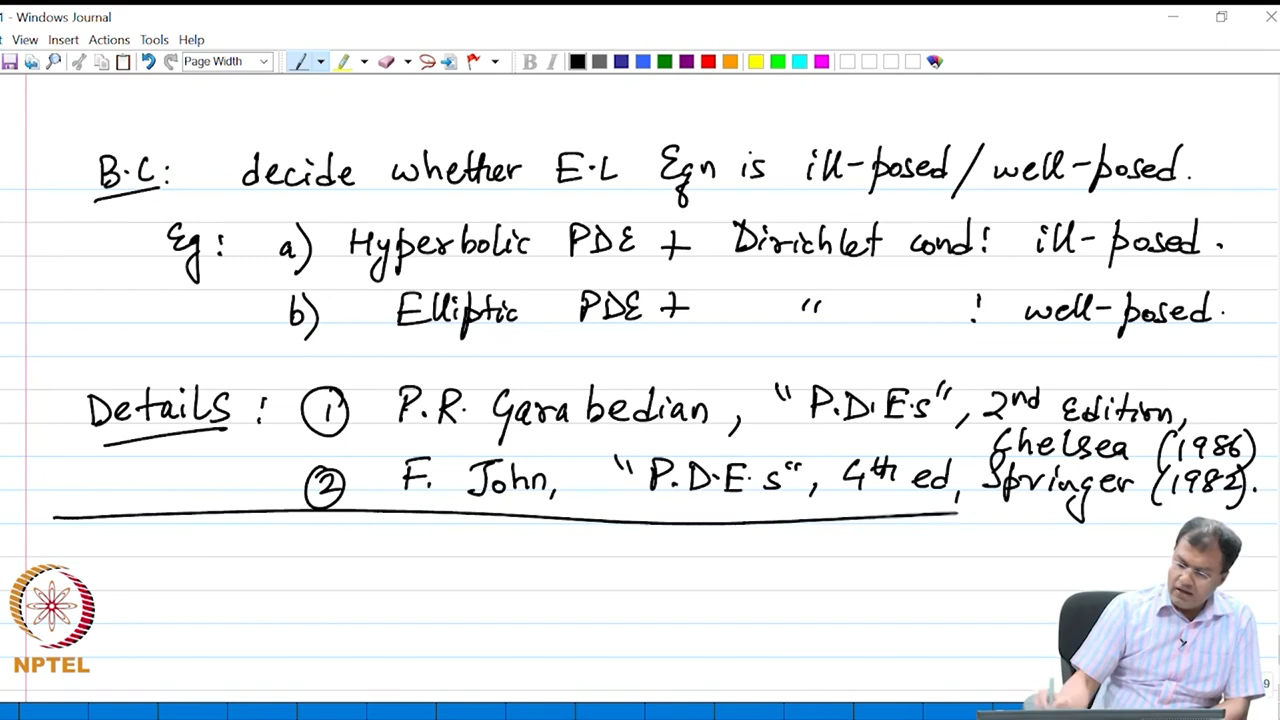 1 - Windows Journal
t View Insert Actions Tools Help
Page Width
B I
B.C: decide whether E.L Eqn is ill-posed/well-posed.
Eg: a) Hyperbolic PDE + Dirichlet cond: ill-posed.
b) Elliptic PDE + " : well-posed.
Details: ① P.R. Garabedian, "P.D.E.s", 2nd Edition,
Chelsea (1986)
② F. John, "P.D.E.s", 4th ed, Springer (1982).
NPTEL
9